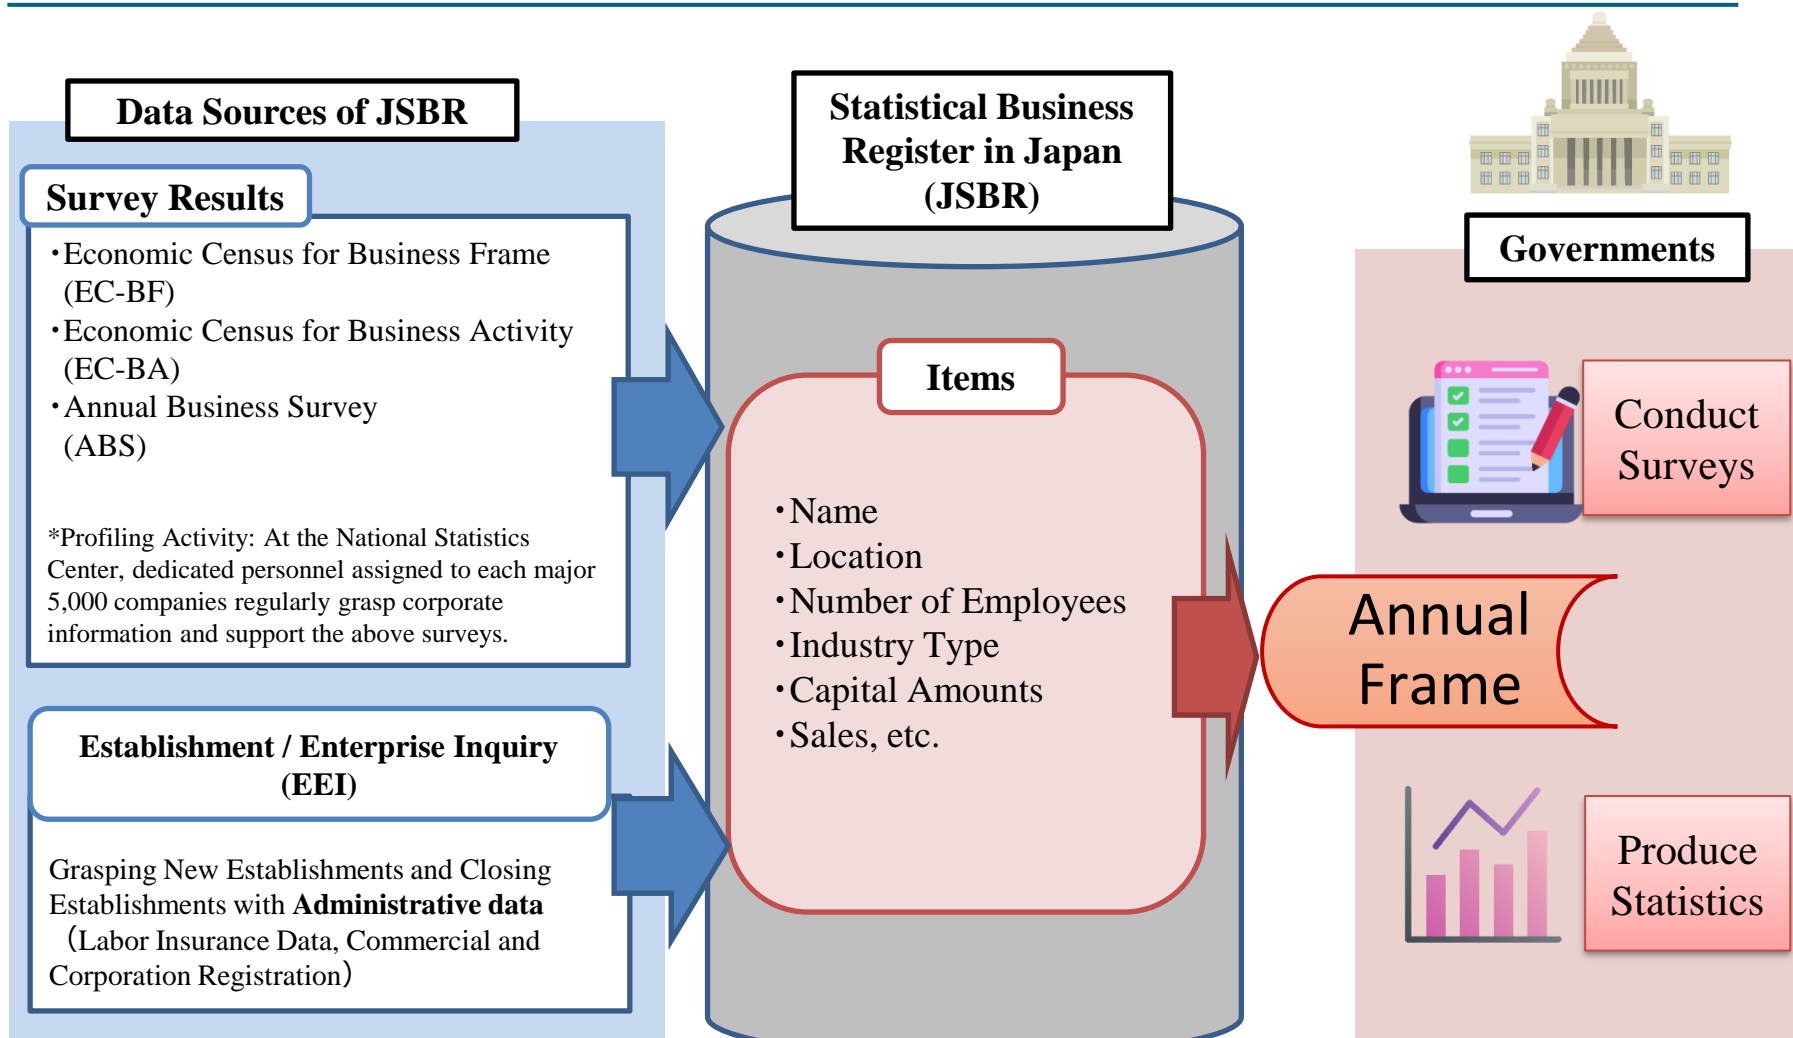 Data Sources of JSBR
Survey Results
・Economic Census for Business Frame
(EC-BF)
・Economic Census for Business Activity
(EC-BA)
・Annual Business Survey
(ABS)
*Profiling Activity: At the National Statistics
Center, dedicated personnel assigned to each major
5,000 companies regularly grasp corporate
information and support the above surveys.
Establishment / Enterprise Inquiry
(EEI)
Grasping New Establishments and Closing
Establishments with Administrative data
（Labor Insurance Data, Commercial and
Corporation Registration）
Statistical Business
Register in Japan
(JSBR)
Items
・Name
・Location
・Number of Employees
・Industry Type
・Capital Amounts
・Sales, etc.
Annual
Frame
Governments
Conduct
Surveys
Produce
Statistics